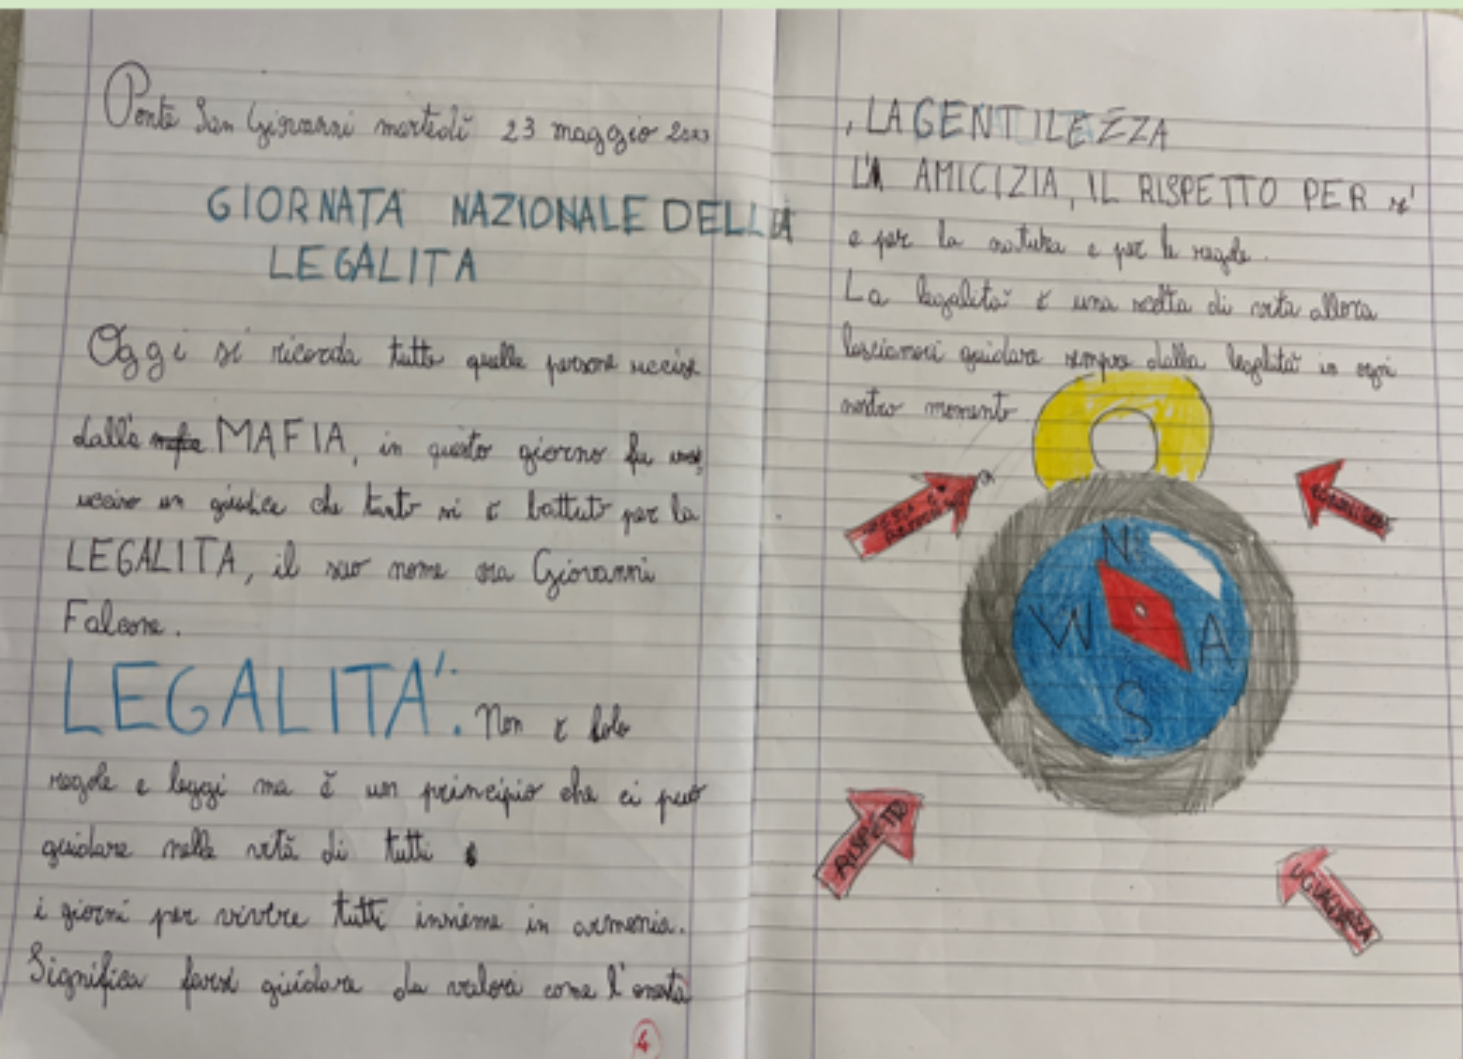 Ponte San Giovanni martedì 23 maggio
GIORNATA NAZIONALE DELLA
LEGALITA
Oggi si ricorda tutte quelle persone uccise
dalla MAFIA, in questo giorno fu
ucciso un giudice che tanto si è battuto per la
LEGALITA, il suo nome era Giovanni
Falcone.
LEGALITA': Non è solo
regole e leggi ma è un principio che ci può
guidare nella vita di tutti
i giorni per vivere tutti insieme in armonia.
Significa farsi guidare da valori come l'onestà
4
, LA GENTILEZZA
L'A AMICIZIA, IL RISPETTO PER sé
e per la natura e per le regole.
La legalità è una scelta di vita allora
lasciamoci guidare sempre dalla leglità in ogni
nostro momento
N
W A
S
RISPETTO
UGUAGLIANZA